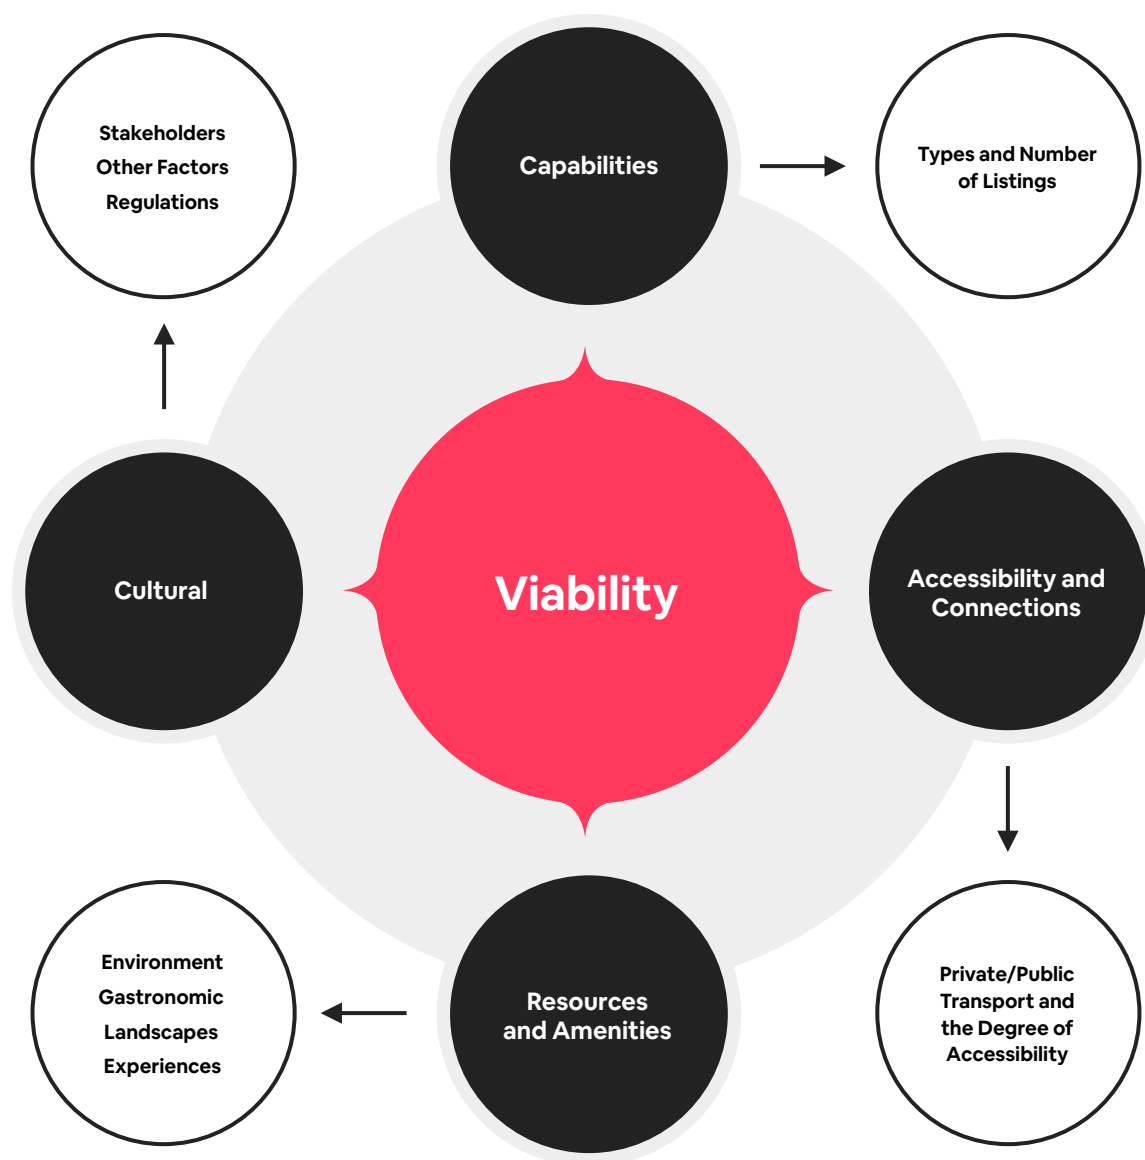 Stakeholders
Other Factors
Regulations
Capabilities
Types and Number
of Listings
Cultural
Viability
Accessibility and
Connections
Environment
Gastronomic
Landscapes
Experiences
Resources
and Amenities
Private/Public
Transport and
the Degree of
Accessibility